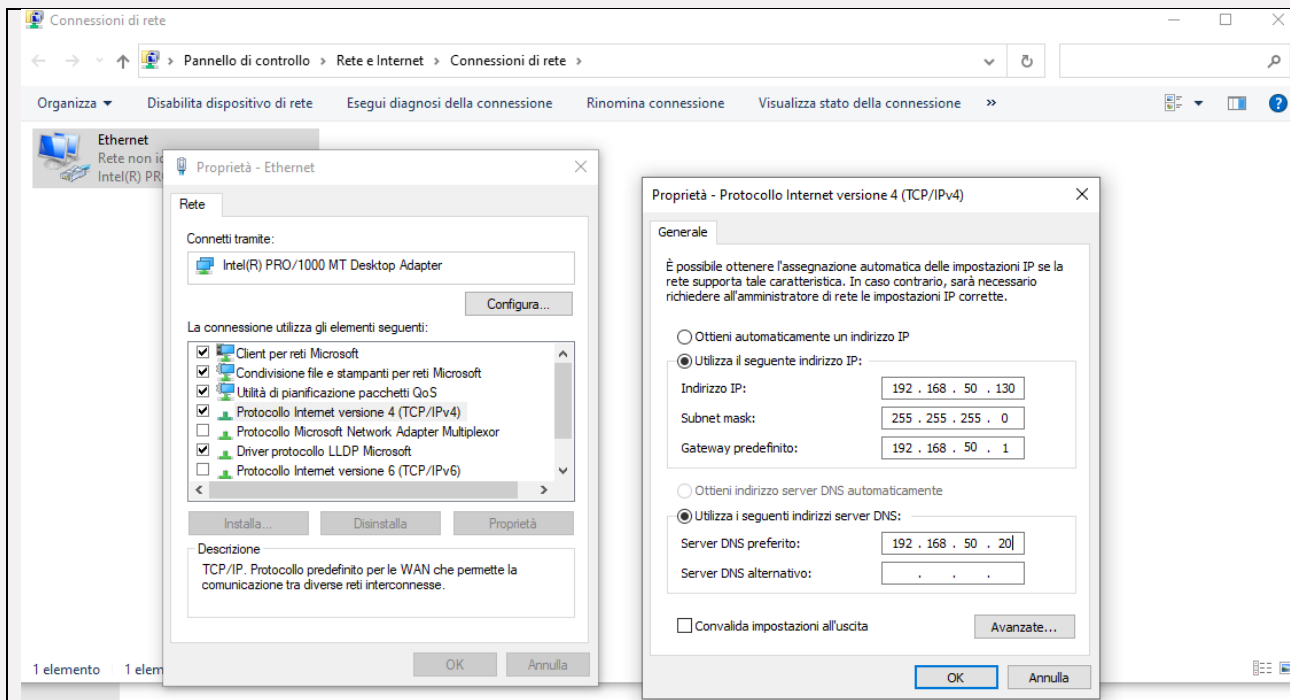 Connessioni di rete
Pannello di controllo > Rete e Internet > Connessioni di rete >
Organizza Disabilita dispositivo di rete Esegui diagnosi della connessione Rinomina connessione Visualizza stato della connessione »
Ethernet
Rete non
Intel(R)
Proprietà - Ethernet
Rete
Connetti tramite:
Intel(R) PRO/1000 MT Desktop Adapter
Configura...
La connessione utilizza gli elementi seguenti:
Client per reti Microsoft
Condivisione file e stampanti per reti Microsoft
Utilità di pianificazione pacchetti QoS
Protocollo Internet versione 4 (TCP/IPv4)
Protocollo Microsoft Network Adapter Multiplexor
Driver protocollo LLDP Microsoft
Protocollo Internet versione 6 (TCP/IPv6)
Installa... Disinstalla Proprietà
Descrizione
TCP/IP. Protocollo predefinito per le WAN che permette la
comunicazione tra diverse reti interconnesse.
OK Annulla
Proprietà - Protocollo Internet versione 4 (TCP/IPv4)
Generale
È possibile ottenere l'assegnazione automatica delle impostazioni IP se la
rete supporta tale caratteristica. In caso contrario, sarà necessario
richiedere all'amministratore di rete le impostazioni IP corrette.
Ottieni automaticamente un indirizzo IP
Utilizza il seguente indirizzo IP:
Indirizzo IP: 192 . 168 . 50 . 130
Subnet mask: 255 . 255 . 255 . 0
Gateway predefinito: 192 . 168 . 50 . 1
Ottieni indirizzo server DNS automaticamente
Utilizza i seguenti indirizzi server DNS:
Server DNS preferito: 192 . 168 . 50 . 20
Server DNS alternativo: . . .
Convalida impostazioni all'uscita
Avanzate...
OK Annulla
1 elemento 1 elem